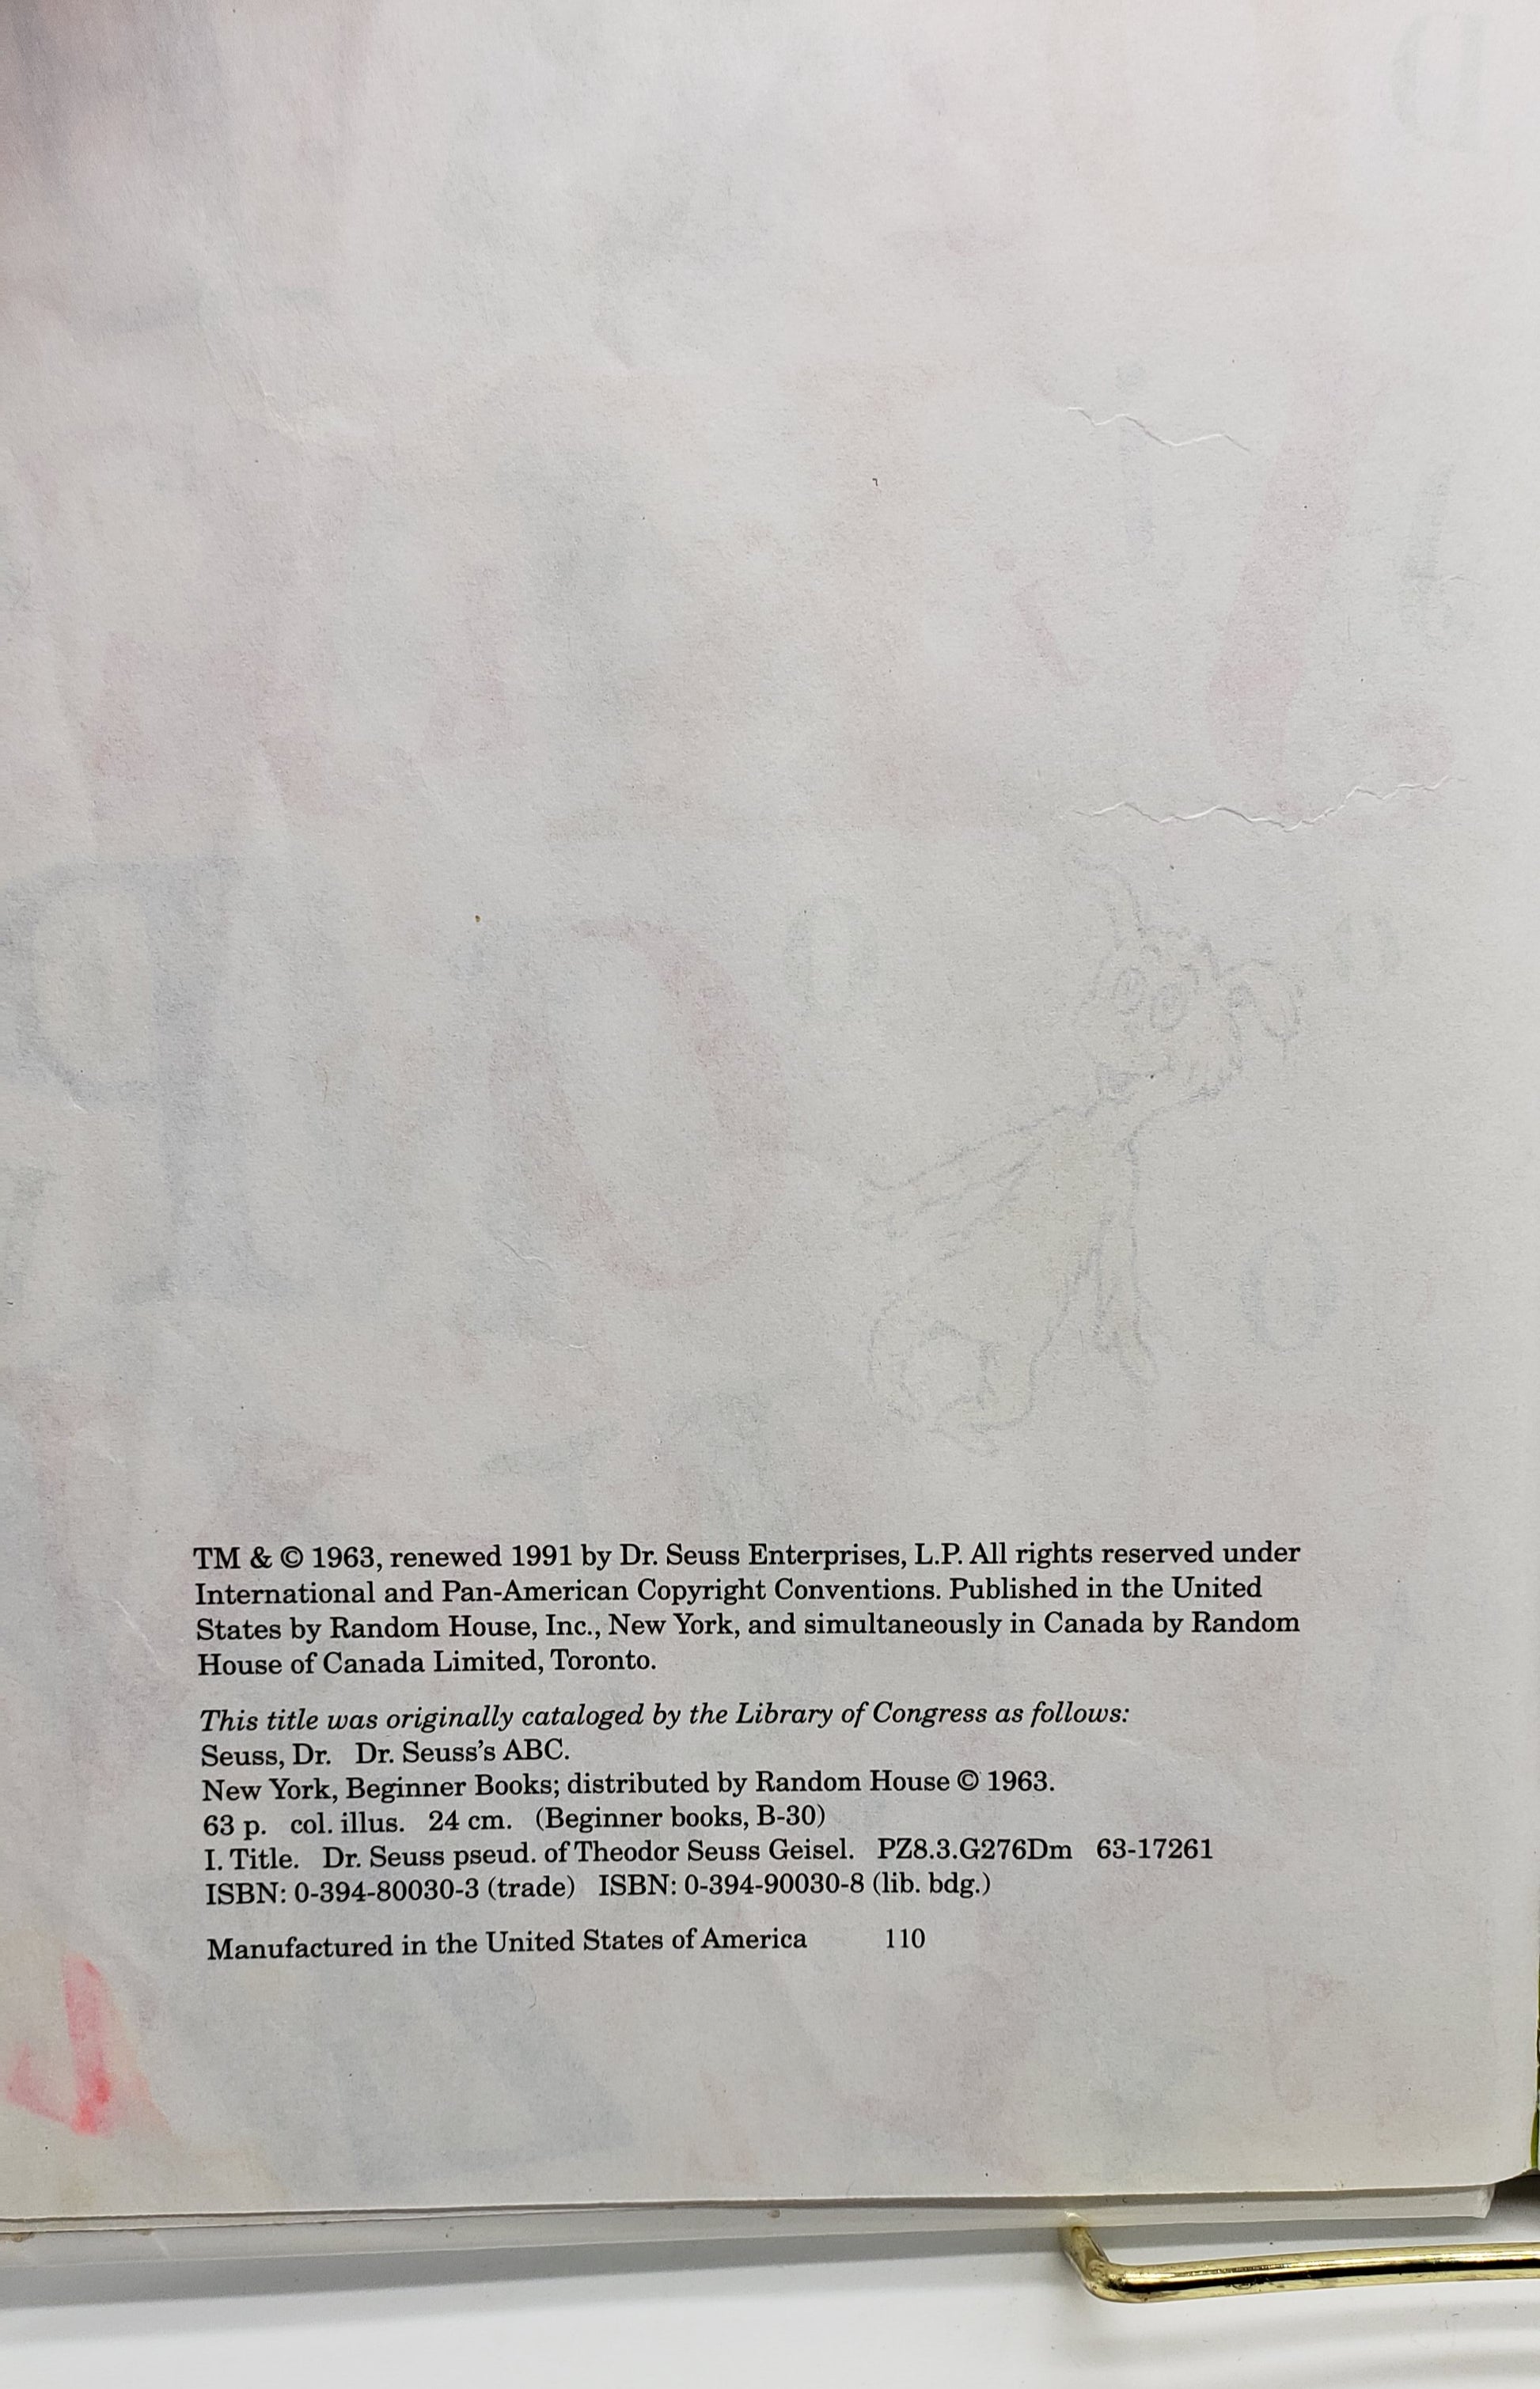 TM & © 1963, renewed 1991 by Dr. Seuss Enterprises, L.P. All rights reserved under
International and Pan-American Copyright Conventions. Published in the United
States by Random House, Inc., New York, and simultaneously in Canada by Random
House of Canada Limited, Toronto.
This title was originally cataloged by the Library of Congress as follows:
Seuss, Dr. Dr. Seuss's ABC.
New York, Beginner Books; distributed by Random House © 1963.
63 p. col. illus. 24 cm. (Beginner books, B-30)
I. Title. Dr. Seuss pseud. of Theodor Seuss Geisel. PZ8.3.G276Dm 63-17261
ISBN: 0-394-80030-3 (trade) ISBN: 0-394-90030-8 (lib. bdg.)
Manufactured in the United States of America 110